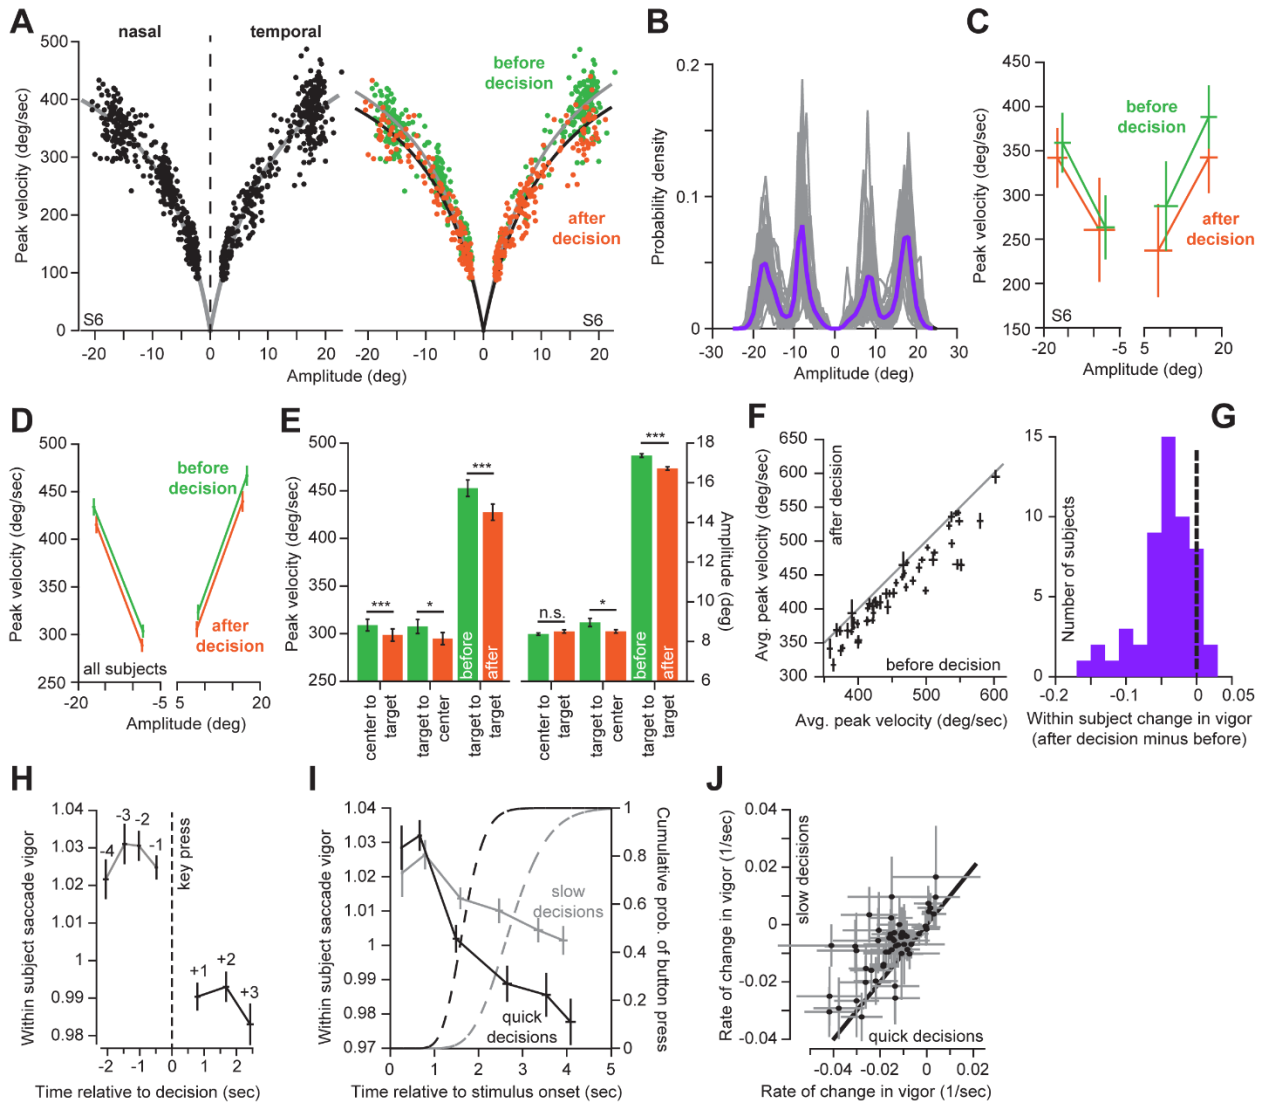 A
nasal
temporal
before
decision
after
decision
Peak velocity (deg/sec)
500
400
300
200
100
0
S6
S6
-20
-10
0
10
20
-20
-10
0
10
20
Amplitude (deg)
B
Probability density
0.2
0.1
0
-30
-20
-10
0
10
20
30
Amplitude (deg)
C
Peak velocity (deg/sec)
450
400
350
300
250
200
150
before
decision
after
decision
S6
-20
-5
5
20
Amplitude (deg)
D
Peak velocity (deg/sec)
500
450
400
350
300
250
before
decision
after
decision
all subjects
-20
-5
5
20
Amplitude (deg)
E
Peak velocity (deg/sec)
500
450
400
350
300
250
***
*
***
n.s.
*
***
before
after
before
after
18
16
14
12
10
8
6
Amplitude (deg)
center to
target
target to
center
target to
target
center to
target
target to
center
target to
target
F
Avg. peak velocity (deg/sec)
after decision
650
600
550
500
450
400
350
300
before decision
400
500
600
Avg. peak velocity (deg/sec)
G
Number of subjects
15
10
5
0
-0.2
-0.1
0
0.05
Within subject change in vigor
(after decision minus before)
H
Within subject saccade vigor
1.04
1.03
1.02
1.01
1
0.99
0.98
-4
-3
-2
-1
key press
+1
+2
+3
-2
-1
0
1
2
Time relative to decision (sec)
I
Within subject saccade vigor
1.04
1.03
1.02
1.01
1
0.99
0.98
0.97
slow
decisions
quick
decisions
1
0.8
0.6
0.4
0.2
0
Cumulative prob. of button press
0
1
2
3
4
5
Time relative to stimulus onset (sec)
J
Rate of change in vigor (1/sec)
slow decisions
0.04
0.02
0
-0.02
-0.04
quick decisions
-0.04
-0.02
0
0.02
Rate of change in vigor (1/sec)